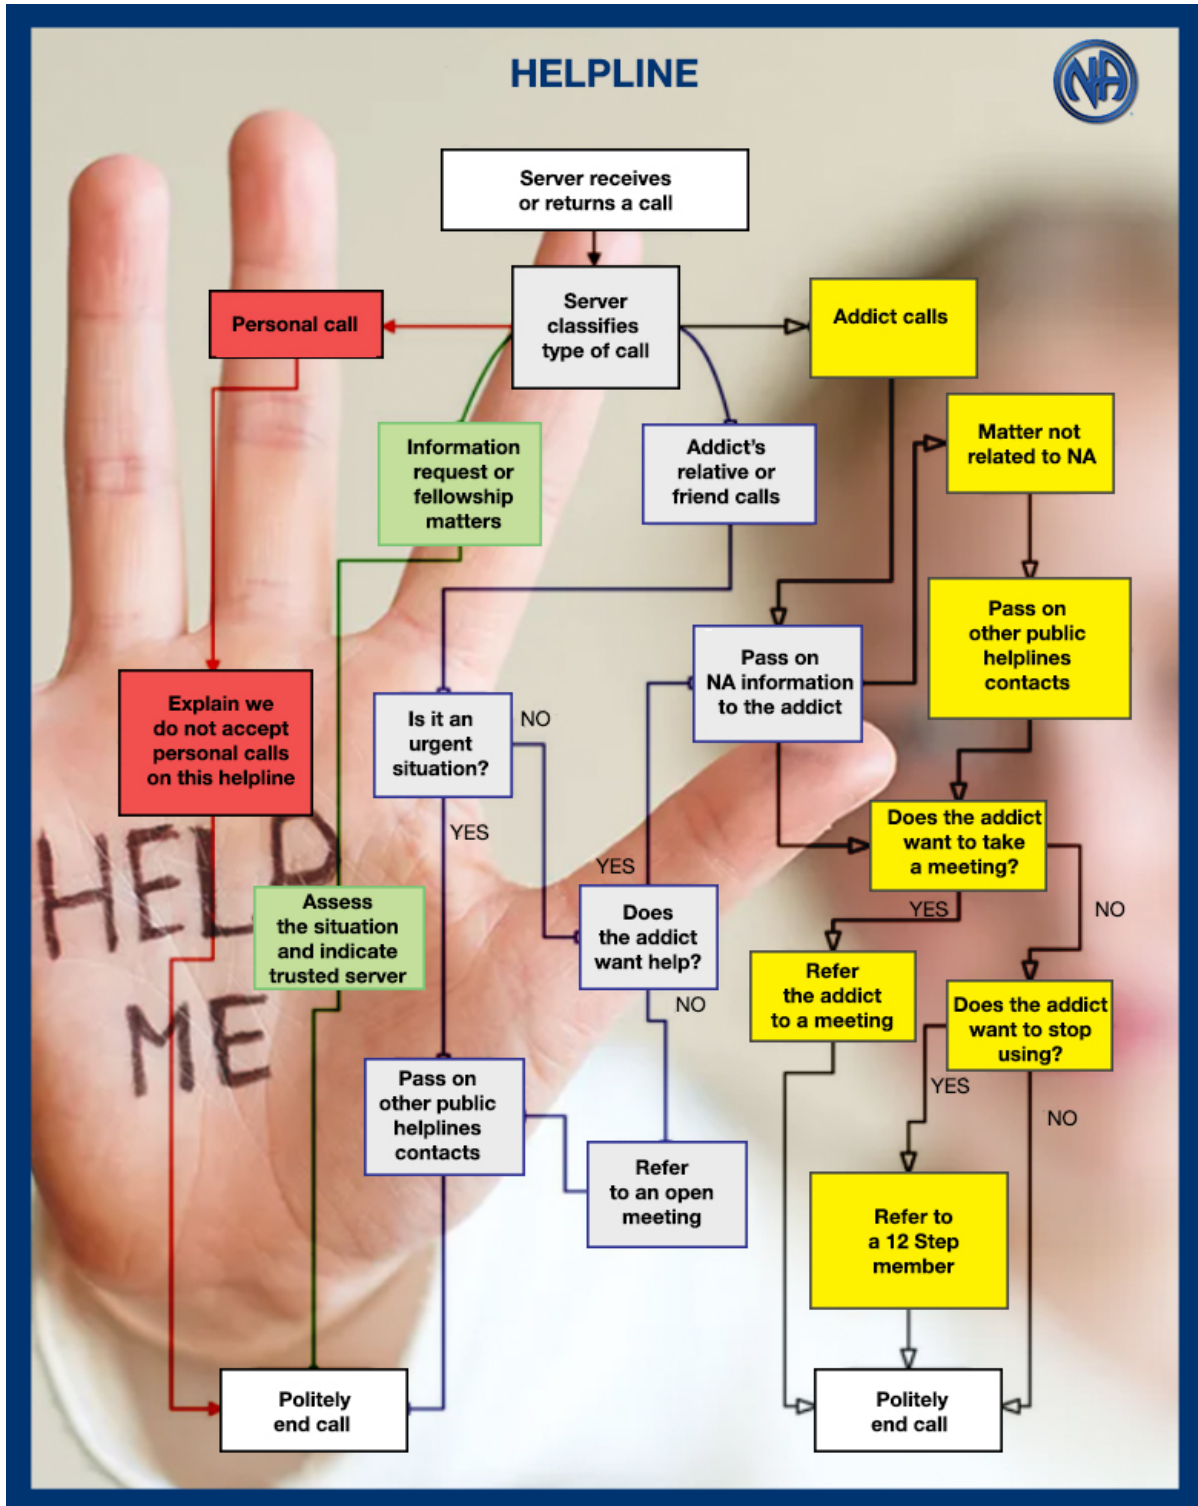 HELPLINE
NA
Server receives
or returns a call
Server
classifies
type of call
Personal call
Addict calls
Information
request or
fellowship
matters
Addict's
relative or
friend calls
Matter not
related to NA
Pass on
other public
helplines
contacts
Pass on
NA information
to the addict
Explain we
do not accept
personal calls
on this helpline
Is it an
urgent
situation?
NO
YES
Does the addict
want to take
a meeting?
YES
NO
HELP
ME
Assess
the situation
and indicate
trusted server
YES
Does
the addict
want help?
NO
Refer
the addict
to a meeting
Does the addict
want to stop
using?
YES
NO
Pass on
other public
helplines
contacts
Refer
to an open
meeting
Refer to
a 12 Step
member
Politely
end call
Politely
end call